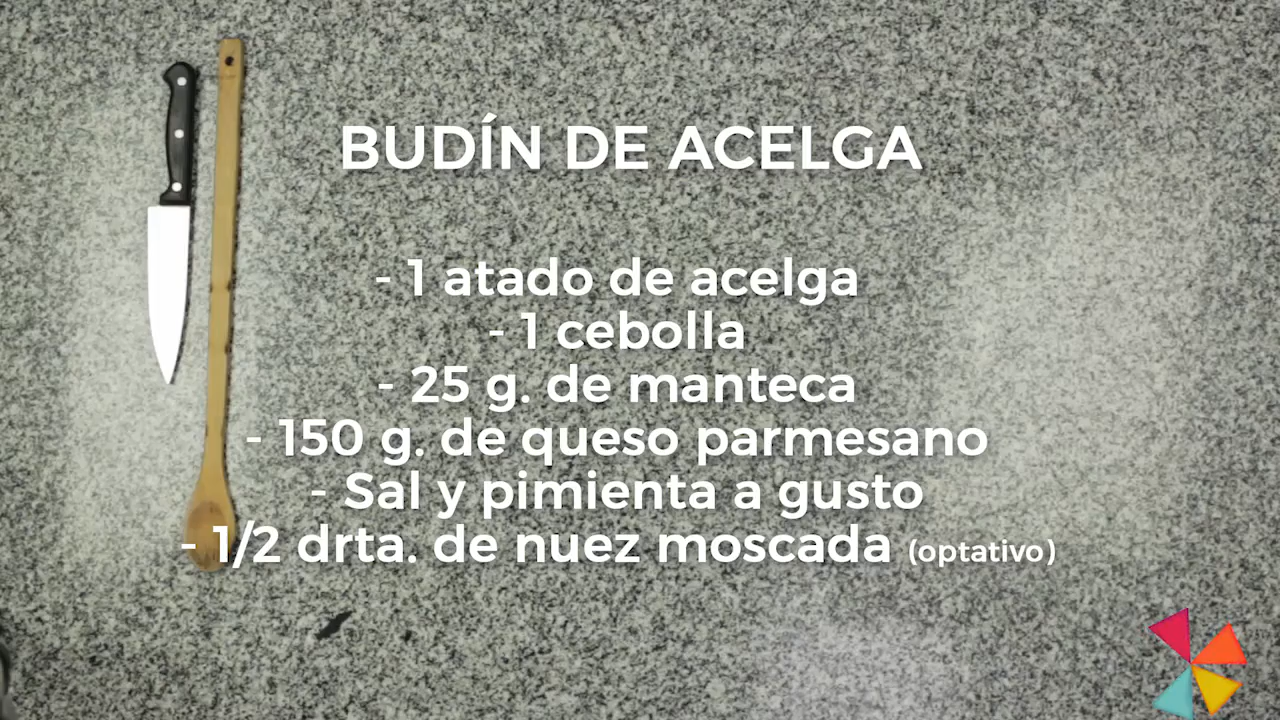 BUDÍN DE ACELGA
- 1 atado de acelga
- 1 cebolla
- 25 g. de manteca
- 150 g. de queso parmesano
- Sal y pimienta a gusto
- 1/2 drta. de nuez moscada (optativo)